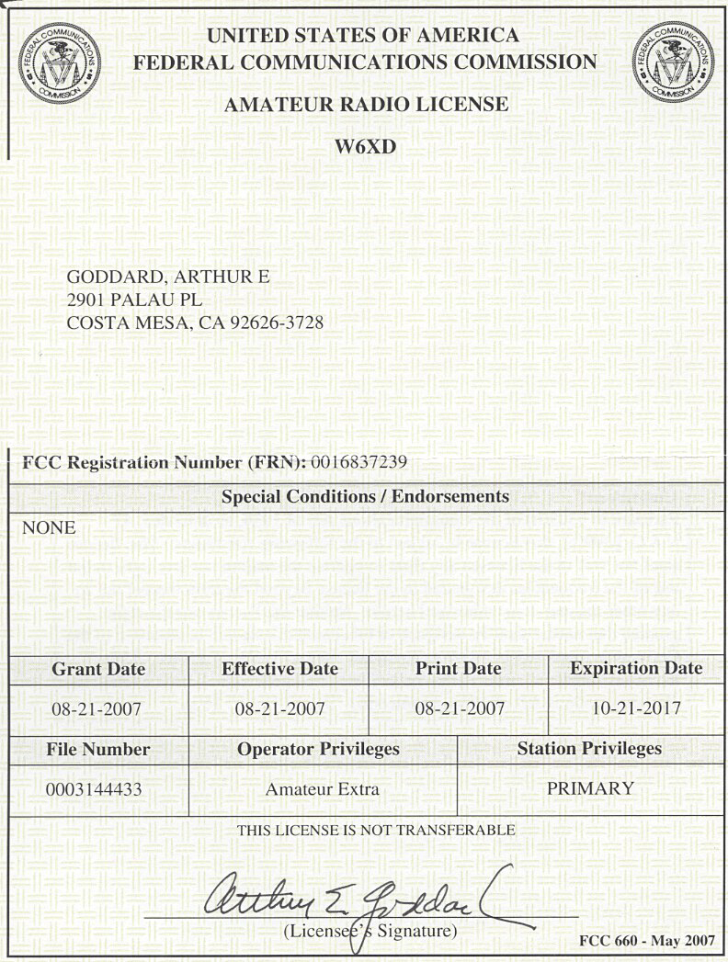 UNITED STATES OF AMERICA
FEDERAL COMMUNICATIONS COMMISSION
AMATEUR RADIO LICENSE
W6XD
FEDERAL COMMUNICATIONS COMMISSION
FEDERAL COMMUNICATIONS COMMISSION
GODDARD, ARTHUR E
2901 PALAU PL
COSTA MESA, CA 92626-3728
FCC Registration Number (FRN): 0016837239
Special Conditions / Endorsements
NONE
Grant Date Effective Date Print Date Expiration Date
08-21-2007 08-21-2007 08-21-2007 10-21-2017
File Number Operator Privileges Station Privileges
0003144433 Amateur Extra PRIMARY
THIS LICENSE IS NOT TRANSFERABLE
Arthur E Goddard
(Licensee's Signature)
FCC 660 - May 2007